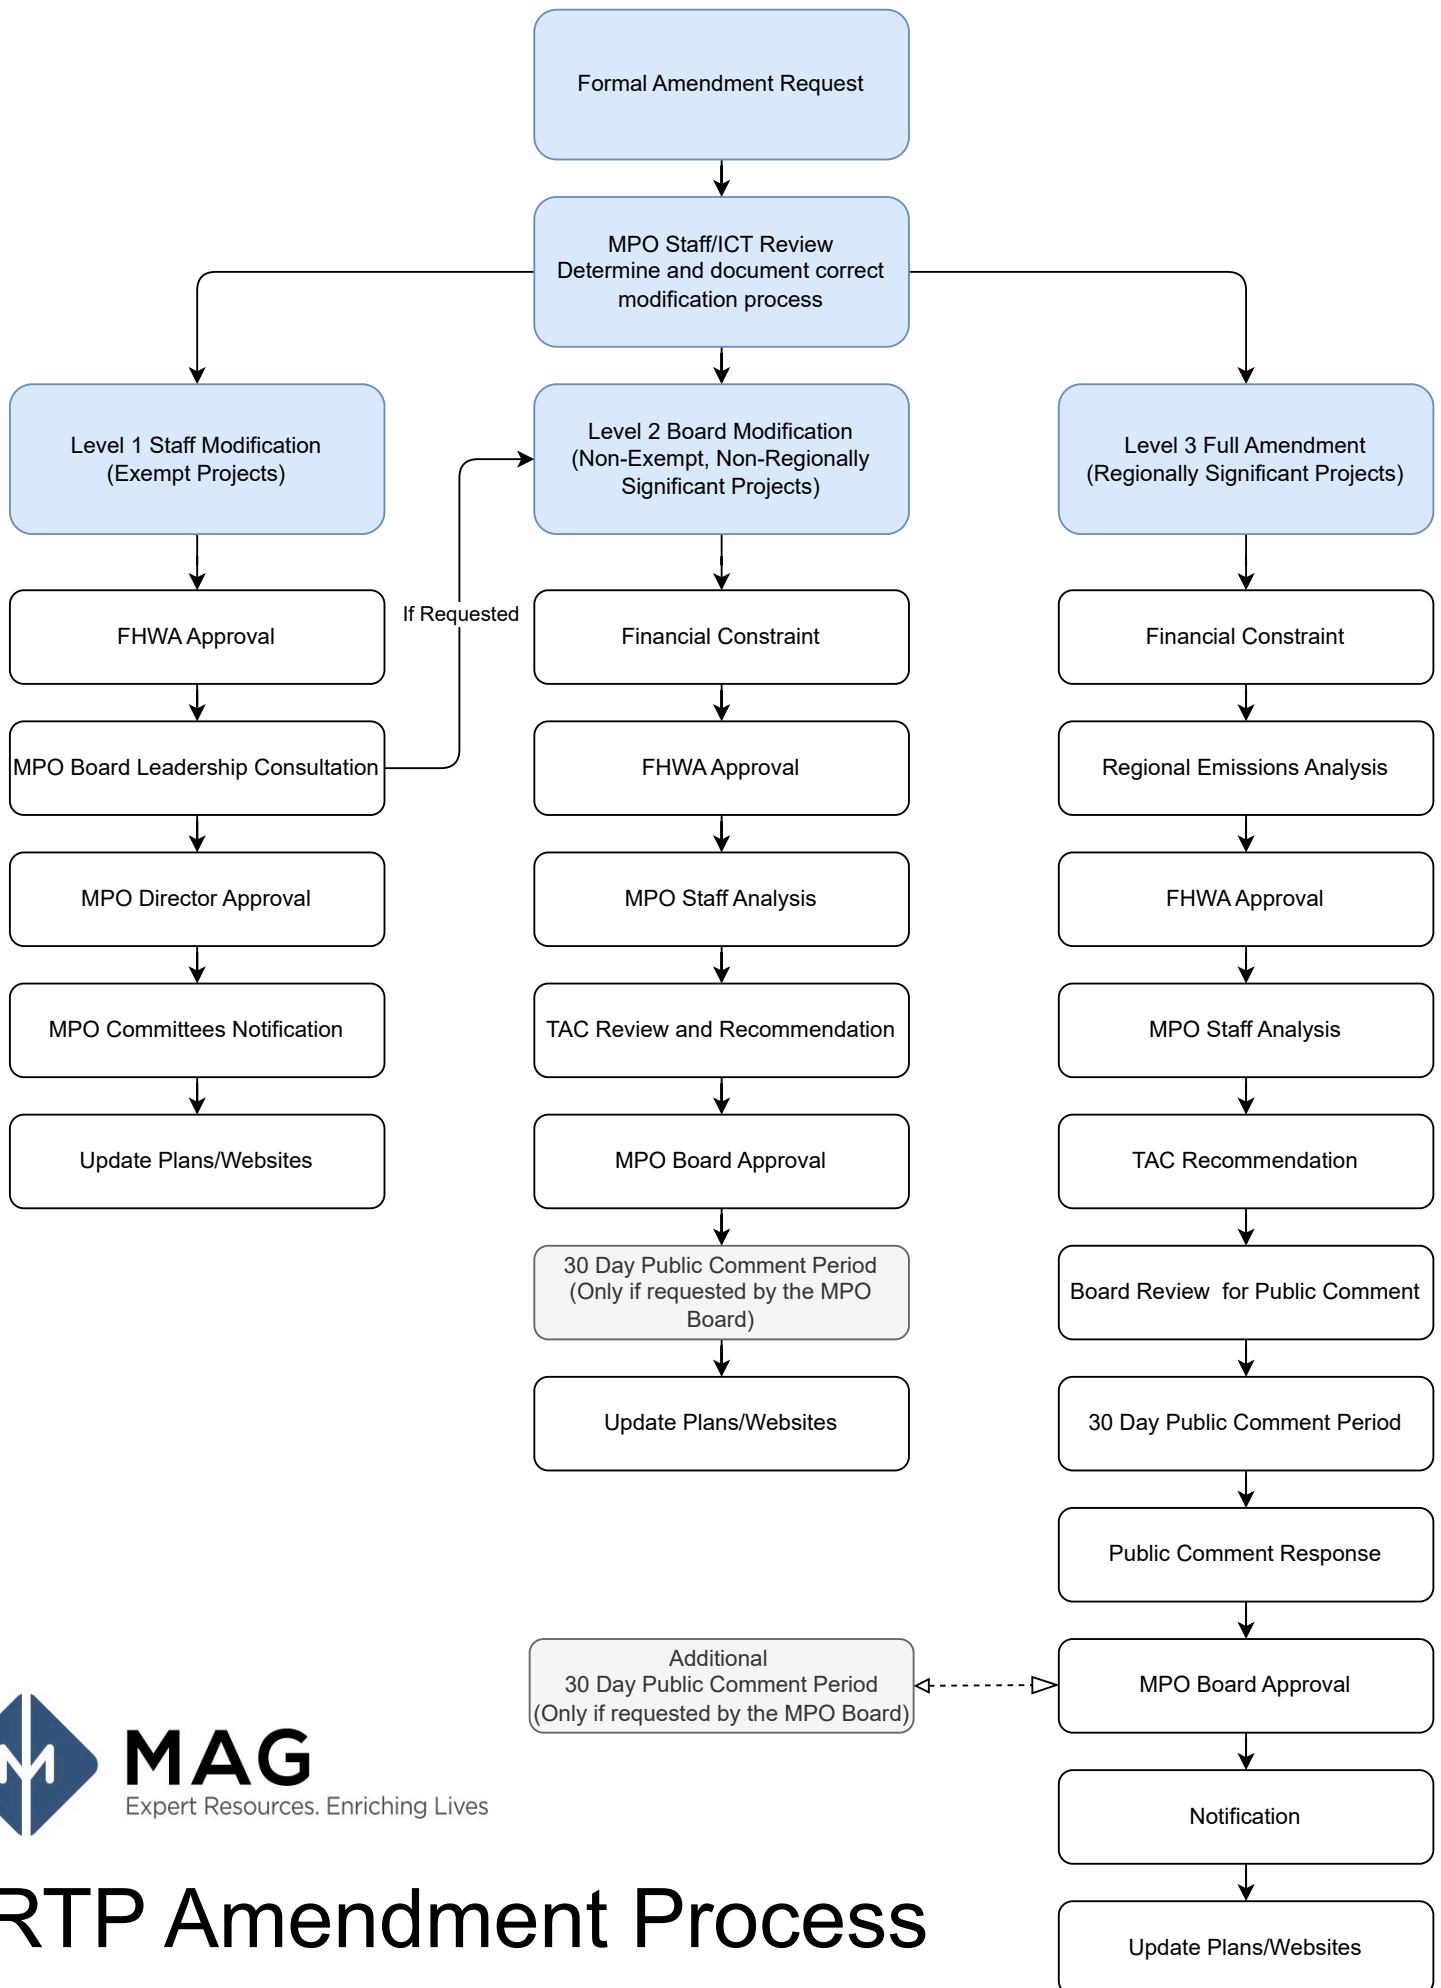 Formal Amendment Request
MPO Staff/ICT Review
Determine and document correct
modification process
Level 1 Staff Modification
(Exempt Projects)
Level 2 Board Modification
(Non-Exempt, Non-Regionally
Significant Projects)
Level 3 Full Amendment
(Regionally Significant Projects)
If Requested
FHWA Approval
MPO Board Leadership Consultation
MPO Director Approval
MPO Committees Notification
Update Plans/Websites
Financial Constraint
FHWA Approval
MPO Staff Analysis
TAC Review and Recommendation
MPO Board Approval
30 Day Public Comment Period
(Only if requested by the MPO
Board)
Update Plans/Websites
Financial Constraint
Regional Emissions Analysis
FHWA Approval
MPO Staff Analysis
TAC Recommendation
Board Review for Public Comment
30 Day Public Comment Period
Public Comment Response
MPO Board Approval
Additional
30 Day Public Comment Period
(Only if requested by the MPO Board)
Notification
Update Plans/Websites
M
MAG
Expert Resources. Enriching Lives
RTP Amendment Process